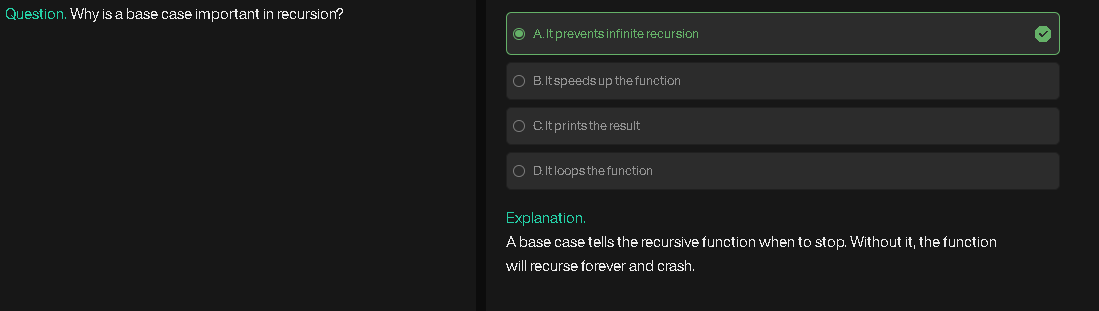 Question. Why is a base case important in recursion?
A. It prevents infinite recursion
B. It speeds up the function
C. It prints the result
D. It loops the function
Explanation.
A base case tells the recursive function when to stop. Without it, the function
will recurse forever and crash.